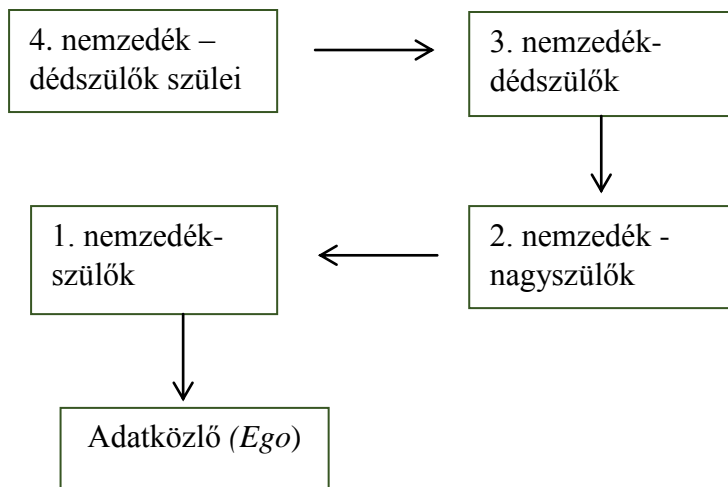 4. nemzedék –
dédszülők szülei
3. nemzedék-
dédszülők
1. nemzedék-
szülők
2. nemzedék -
nagyszülők
Adatközlő (Ego)